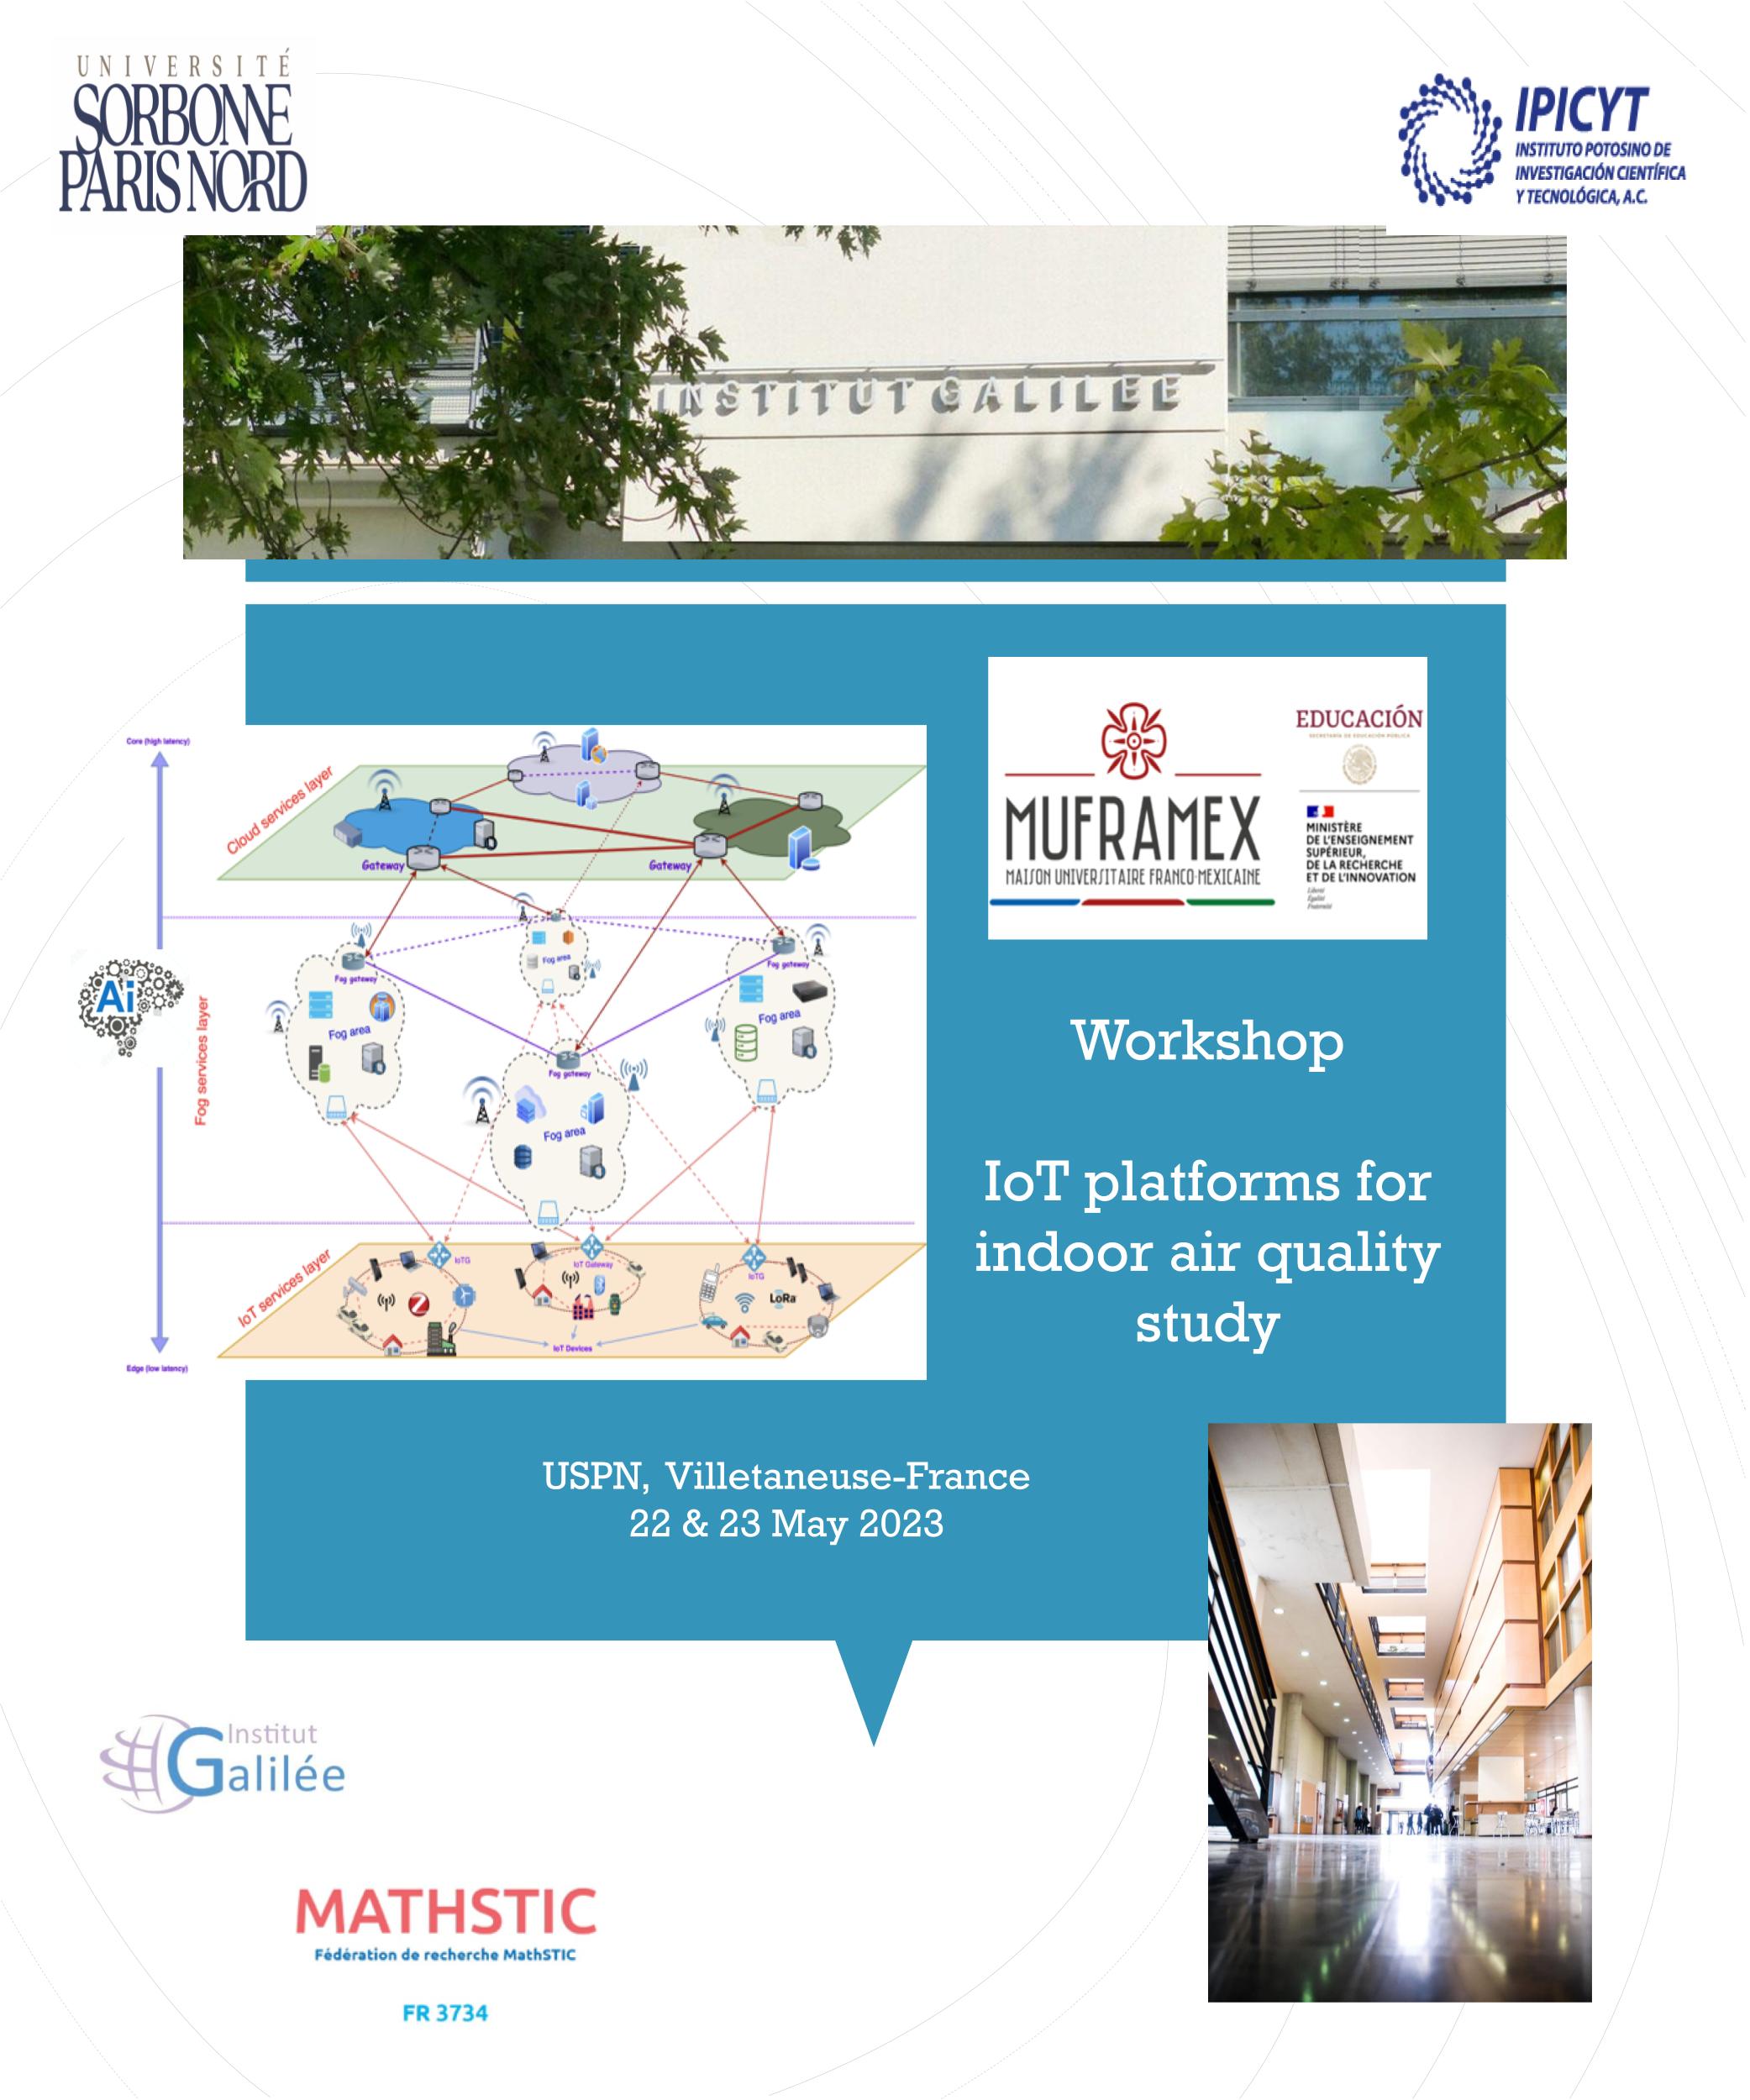 UNIVERSITÉ
SORBONNE
PARIS NORD
IPICYT
INSTITUTO POTOSINO DE
INVESTIGACIÓN CIENTÍFICA
Y TECNOLÓGICA, A.C.
INSTITUT GALILEE
EDUCACIÓN
SECRETARÍA DE EDUCACIÓN PÚBLICA
MUFRAMEX
MAISON UNIVERSITAIRE FRANCO-MEXICAINE
MINISTÈRE
DE L'ENSEIGNEMENT
SUPÉRIEUR,
DE LA RECHERCHE
ET DE L'INNOVATION
Liberté
Égalité
Fraternité
Core (high latency)
Cloud services layer
Gateway
Gateway
Fog gateway
Fog area
Fog area
Fog gateway
Fog area
Fog gateway
Fog area
Ai
Fog services layer
IoT services layer
IoTG
IoT Gateway
IoTG
LoRa
IoT Devices
Edge (low latency)
Workshop
IoT platforms for
indoor air quality
study
USPN, Villetaneuse-France
22 & 23 May 2023
Institut
Galilée
MATHSTIC
Fédération de recherche MathSTIC
FR 3734